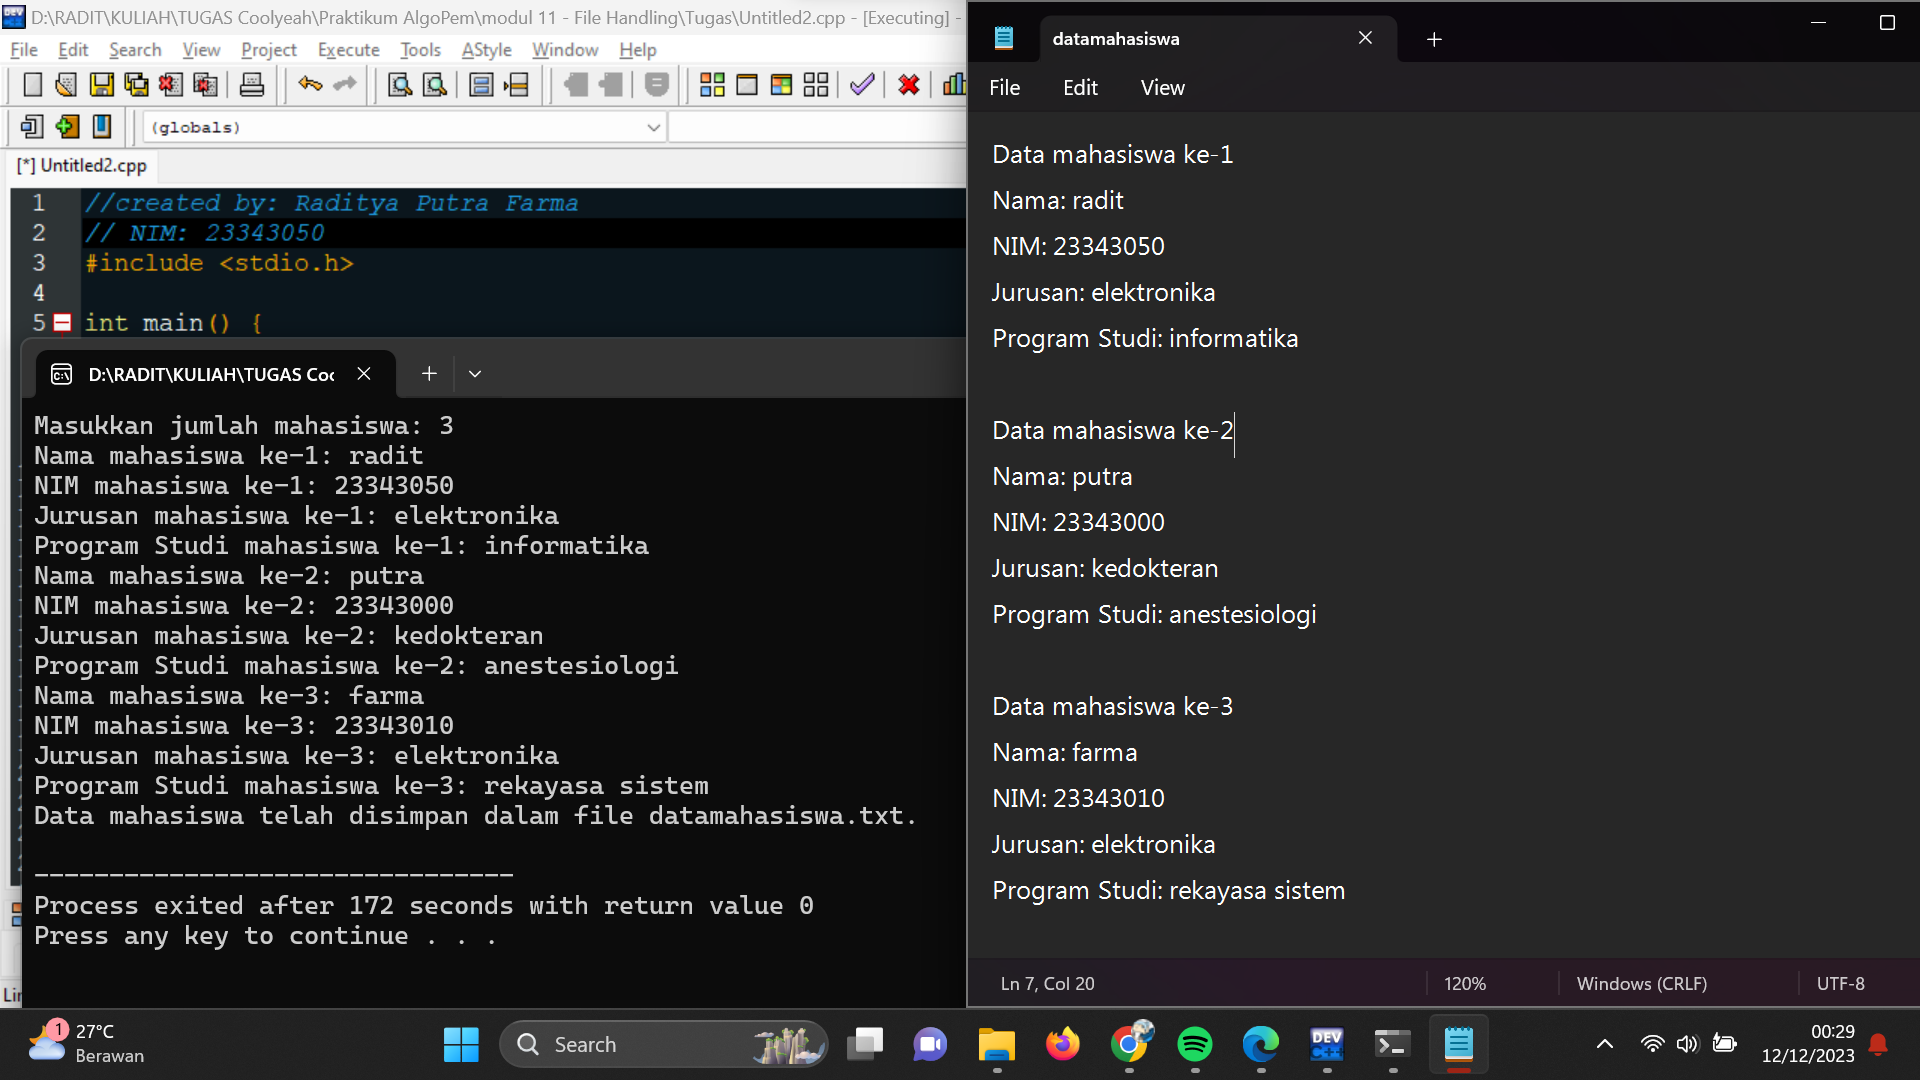 D:\RADIT\KULIAH\TUGAS Coolyeah\Praktikum AlgoPem\modul 11 - File Handling\Tugas\Untitled2.cpp - [Executing] -
File Edit Search View Project Execute Tools AStyle Window Help
(globals)
[*] Untitled2.cpp
1 //created by: Raditya Putra Farma
2 // NIM: 23343050
3 #include <stdio.h>
4
5 int main() {
D:\RADIT\KULIAH\TUGAS Coo
Masukkan jumlah mahasiswa: 3
Nama mahasiswa ke-1: radit
NIM mahasiswa ke-1: 23343050
Jurusan mahasiswa ke-1: elektronika
Program Studi mahasiswa ke-1: informatika
Nama mahasiswa ke-2: putra
NIM mahasiswa ke-2: 23343000
Jurusan mahasiswa ke-2: kedokteran
Program Studi mahasiswa ke-2: anestesiologi
Nama mahasiswa ke-3: farma
NIM mahasiswa ke-3: 23343010
Jurusan mahasiswa ke-3: elektronika
Program Studi mahasiswa ke-3: rekayasa sistem
Data mahasiswa telah disimpan dalam file datamahasiswa.txt.
--------------------------------
Process exited after 172 seconds with return value 0
Press any key to continue . . .
datamahasiswa
File Edit View
Data mahasiswa ke-1
Nama: radit
NIM: 23343050
Jurusan: elektronika
Program Studi: informatika
Data mahasiswa ke-2
Nama: putra
NIM: 23343000
Jurusan: kedokteran
Program Studi: anestesiologi
Data mahasiswa ke-3
Nama: farma
NIM: 23343010
Jurusan: elektronika
Program Studi: rekayasa sistem
Ln 7, Col 20
120%
Windows (CRLF)
UTF-8
1
27°C
Berawan
Search
DEV C++
00:29
12/12/2023